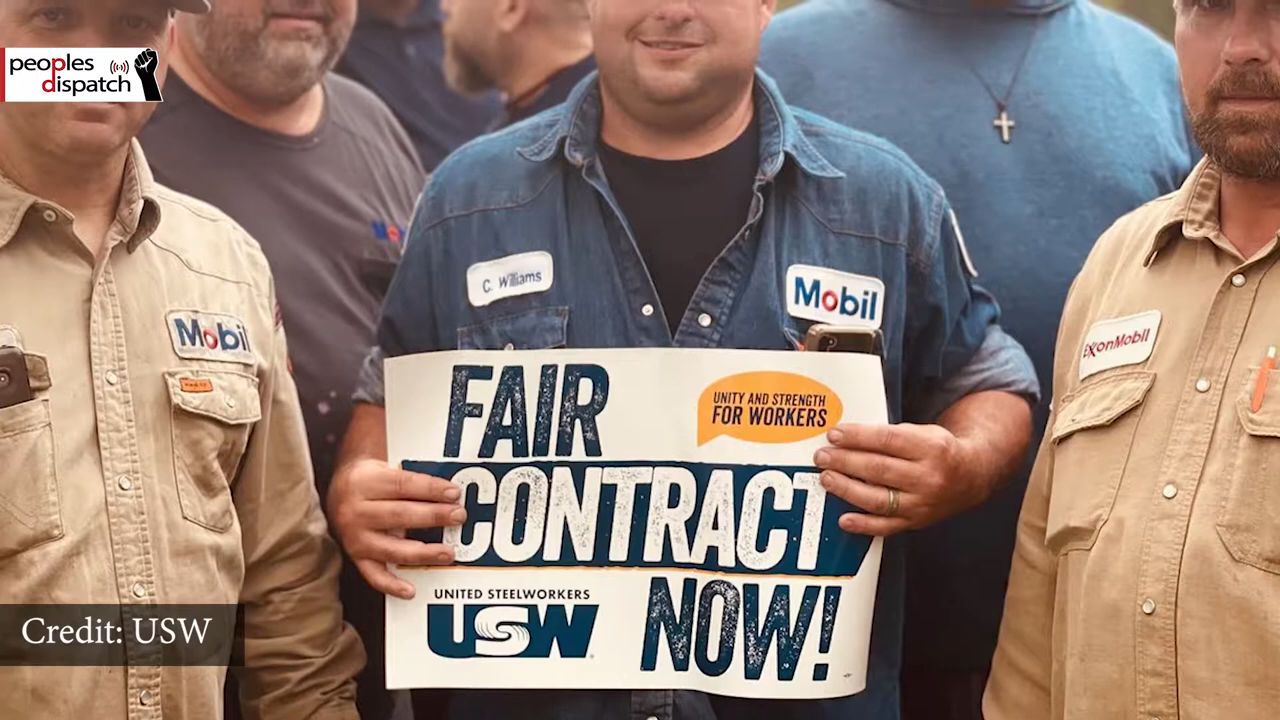 peoples
dispatch
C. Williams
Mobil
Mobil
ExxonMobil
FAIR
UNITY AND STRENGTH
FOR WORKERS
CONTRACT
UNITED STEELWORKERS
USW
NOW!
Credit: USW